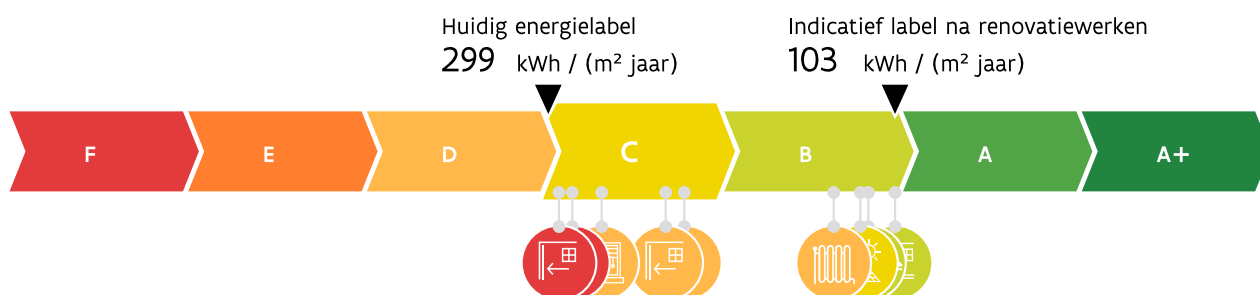 Huidig energielabel
299 kWh / (m² jaar)
Indicatief label na renovatiewerken
103 kWh / (m² jaar)
F E D C B A A+